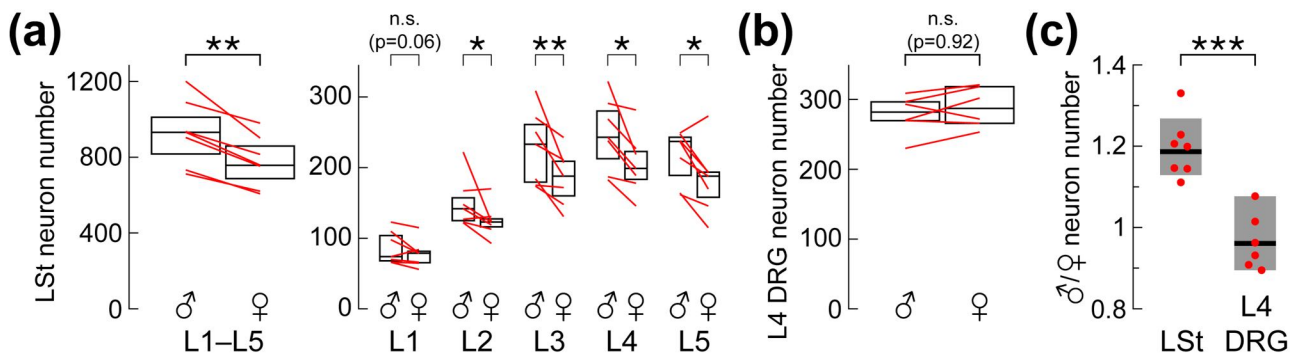 (a)
LSt neuron number
1200
800
400
0
**
♂ ♀
L1–L5
300
200
100
0
n.s.
(p=0.06)
*
**
*
*
♂ ♀ ♂ ♀ ♂ ♀ ♂ ♀ ♂ ♀
L1 L2 L3 L4 L5
(b)
L4 DRG neuron number
300
200
100
0
n.s.
(p=0.92)
♂ ♀
(c)
♂/♀ neuron number
1.4
1.2
1
0.8
***
LSt
L4
DRG